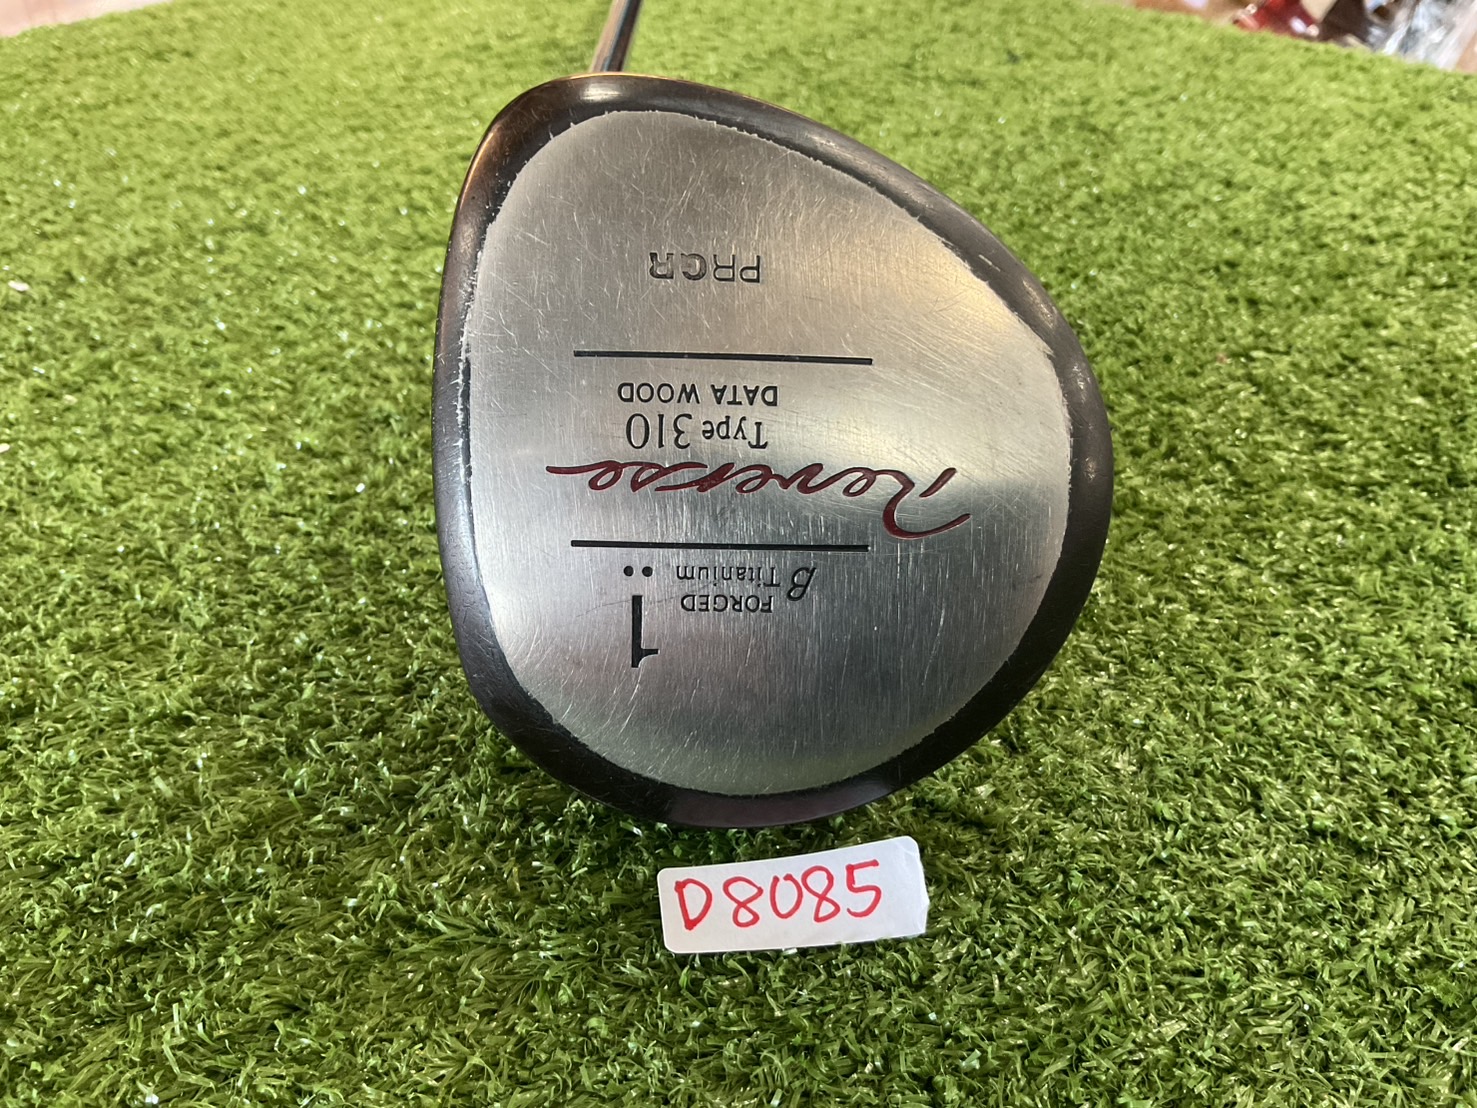 PRGR
DATA WOOD
Type 310
Reverse
β Titanium
FORGED
1
D8085